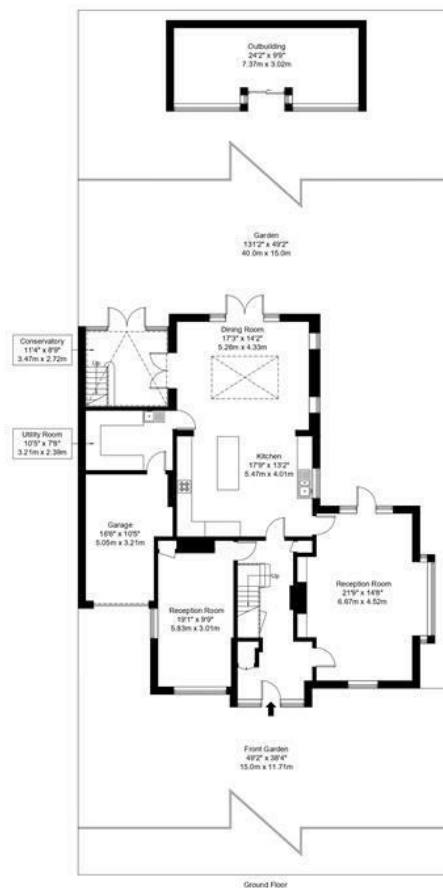 Outbuilding
24'2" x 9'9"
7.37m x 3.02m
Garden
131'2" x 49'2"
40.0m x 15.0m
Conservatory
11'4" x 8'9"
3.47m x 2.72m
Up
Dining Room
17'3" x 14'2"
5.26m x 4.33m
Utility Room
10'5" x 7'8"
3.21m x 2.39m
Kitchen
17'9" x 13'2"
5.47m x 4.01m
Garage
16'6" x 10'5"
5.05m x 3.21m
Up
Reception Room
21'9" x 14'8"
6.67m x 4.52m
Reception Room
19'1" x 9'9"
5.83m x 3.01m
Front Garden
49'2" x 38'4"
15.0m x 11.71m
Ground Floor